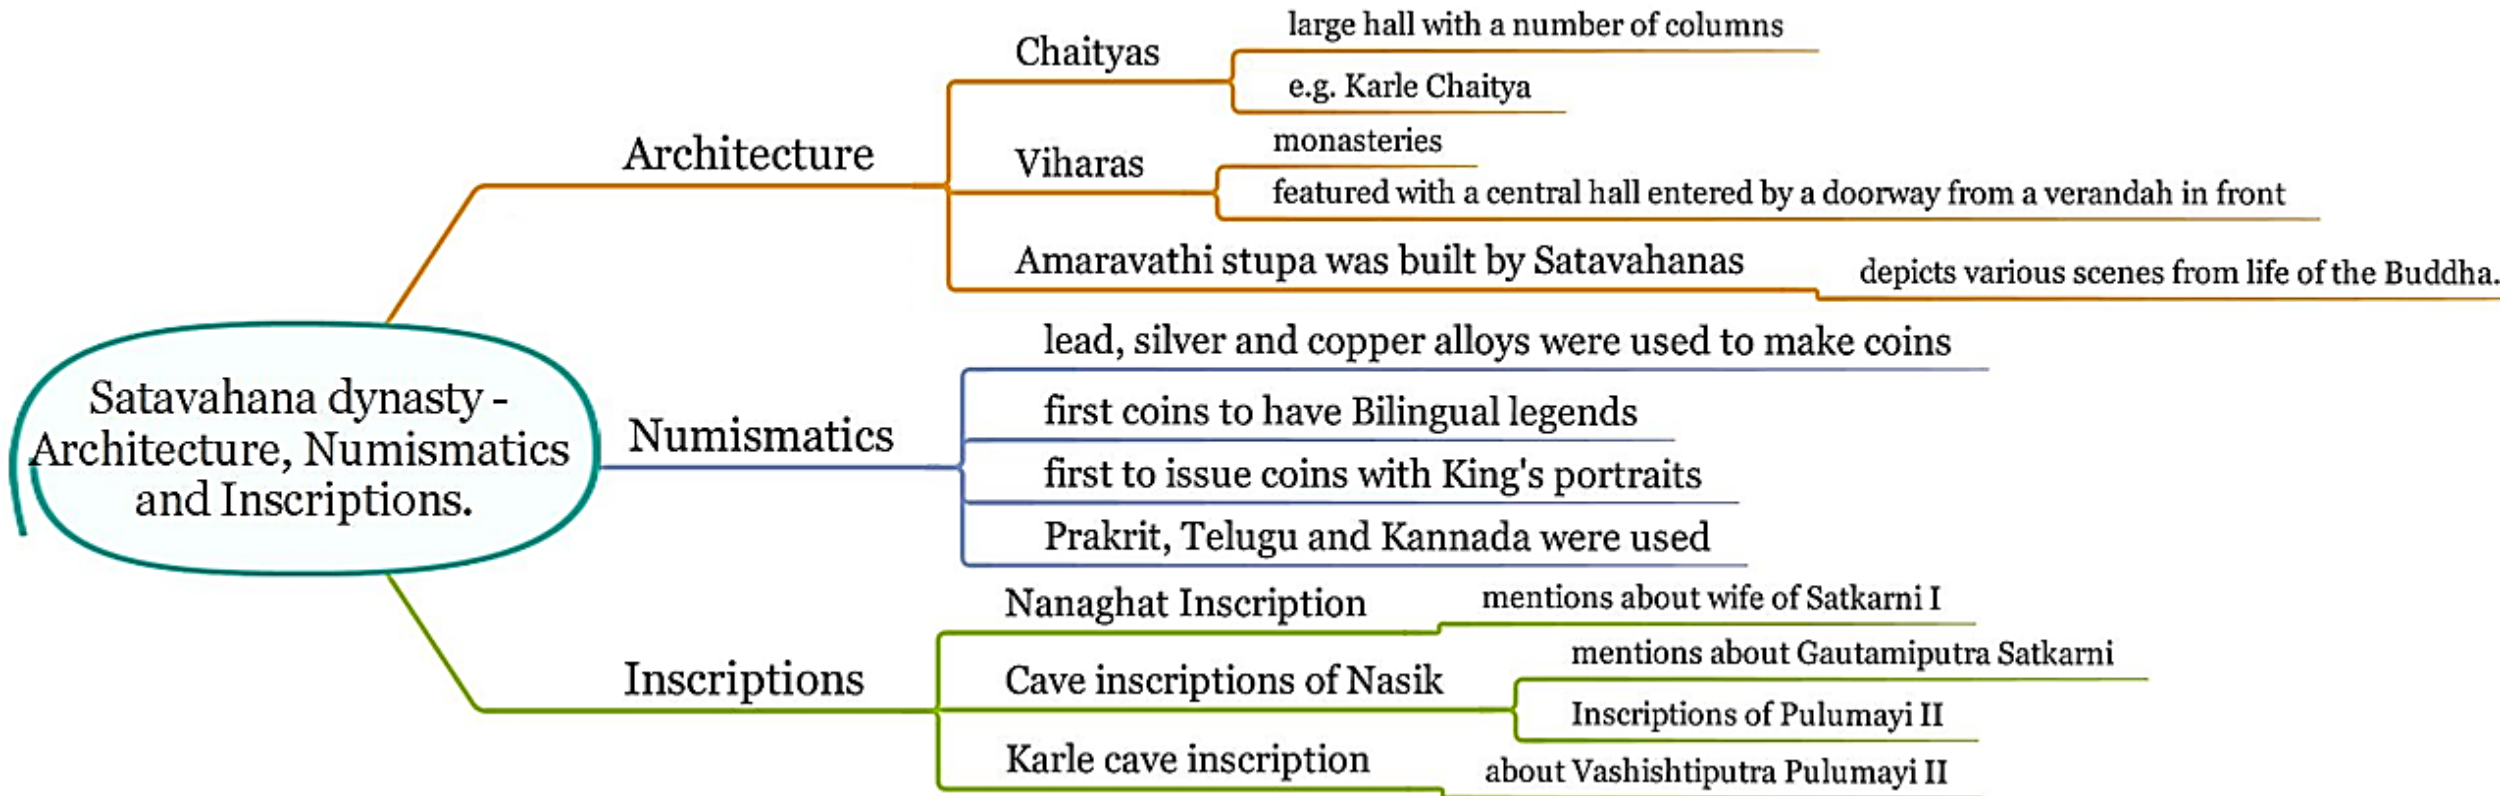 Satavahana dynasty -
Architecture, Numismatics
and Inscriptions.
Architecture
Chaityas
large hall with a number of columns
e.g. Karle Chaitya
Viharas
monasteries
featured with a central hall entered by a doorway from a verandah in front
Amaravathi stupa was built by Satavahanas
depicts various scenes from life of the Buddha.
Numismatics
lead, silver and copper alloys were used to make coins
first coins to have Bilingual legends
first to issue coins with King's portraits
Prakrit, Telugu and Kannada were used
Inscriptions
Nanaghat Inscription
mentions about wife of Satkarni I
Cave inscriptions of Nasik
mentions about Gautamiputra Satkarni
Inscriptions of Pulumayi II
Karle cave inscription
about Vashishtiputra Pulumayi II